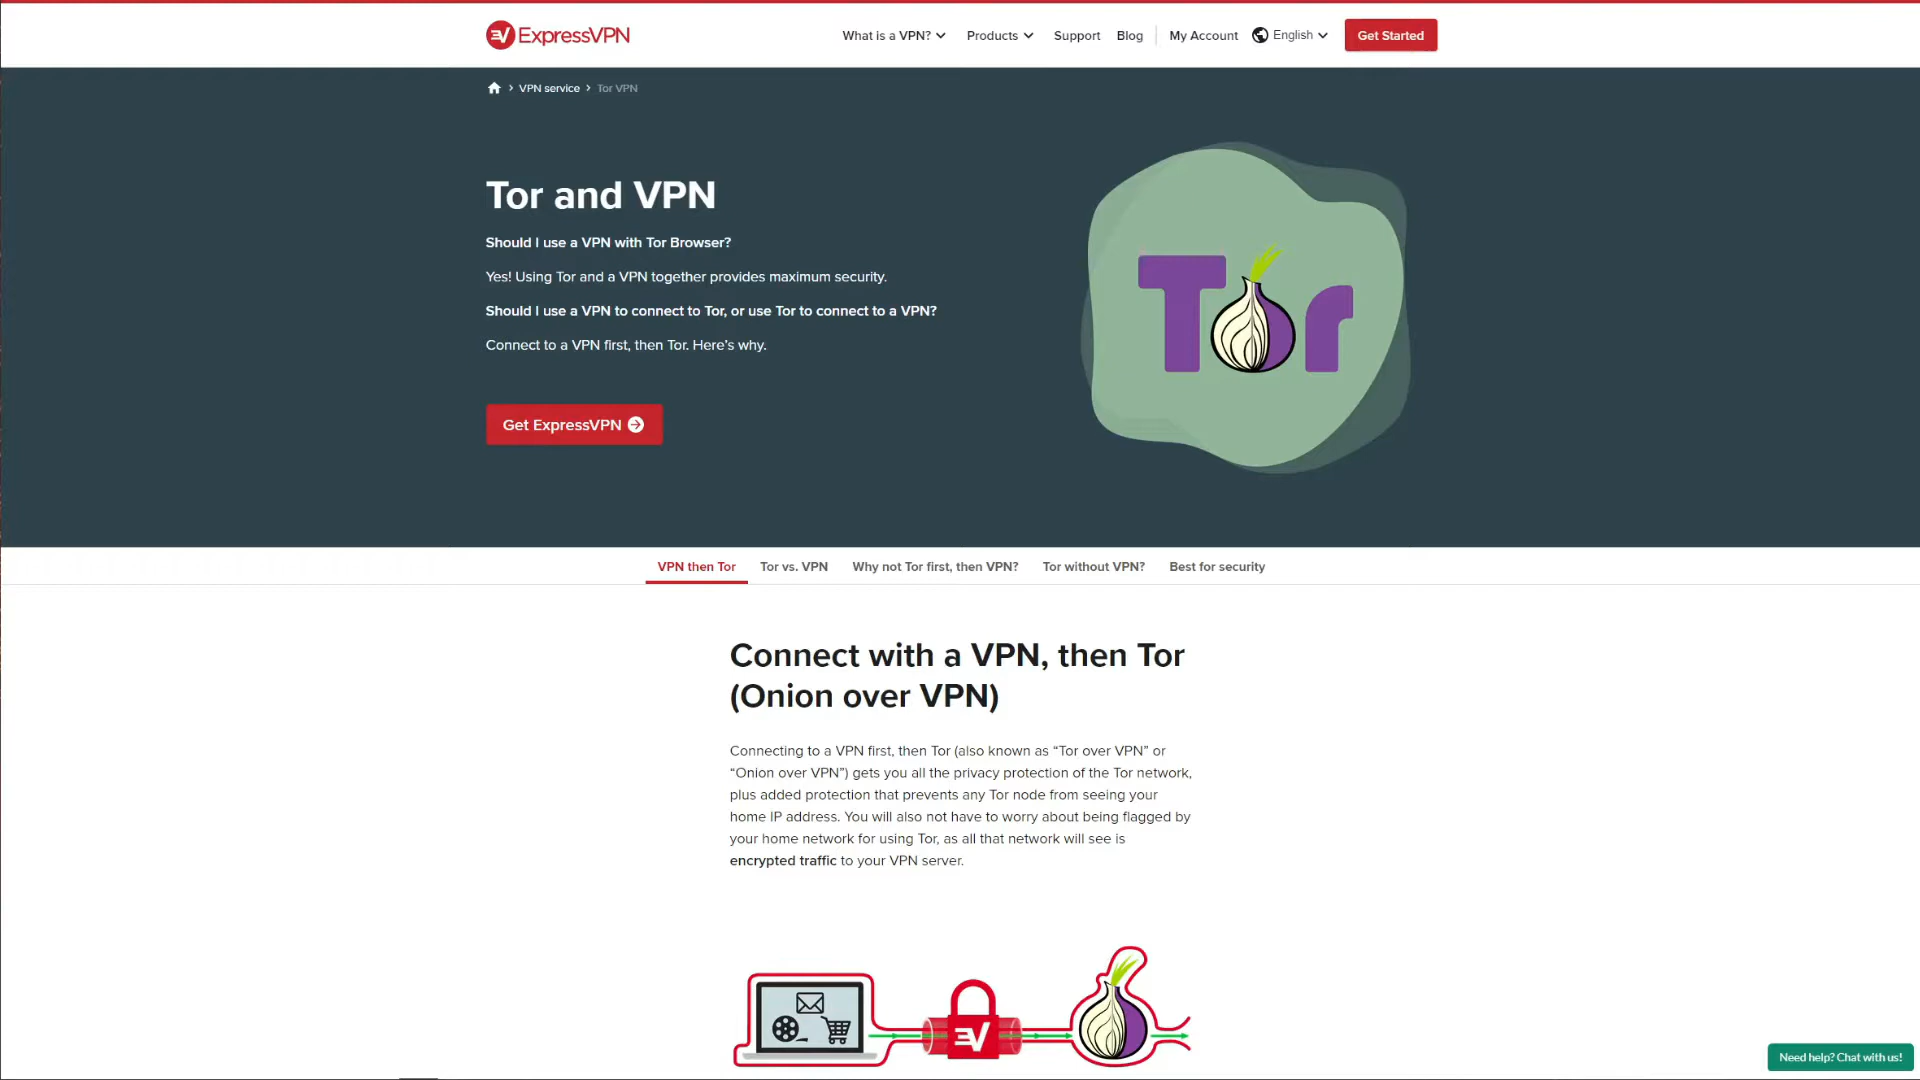 ExpressVPN
What is a VPN?
Products
Support
Blog
My Account
English
Get Started
VPN service
Tor VPN
Tor and VPN
Should I use a VPN with Tor Browser?
Yes! Using Tor and a VPN together provides maximum security.
Should I use a VPN to connect to Tor, or use Tor to connect to a VPN?
Connect to a VPN first, then Tor. Here’s why.
Get ExpressVPN
Tor
VPN then Tor
Tor vs. VPN
Why not Tor first, then VPN?
Tor without VPN?
Best for security
Connect with a VPN, then Tor
(Onion over VPN)
Connecting to a VPN first, then Tor (also known as “Tor over VPN” or
“Onion over VPN”) gets you all the privacy protection of the Tor network,
plus added protection that prevents any Tor node from seeing your
home IP address. You will also not have to worry about being flagged by
your home network for using Tor, as all that network will see is
encrypted traffic to your VPN server.
Need help? Chat with us!